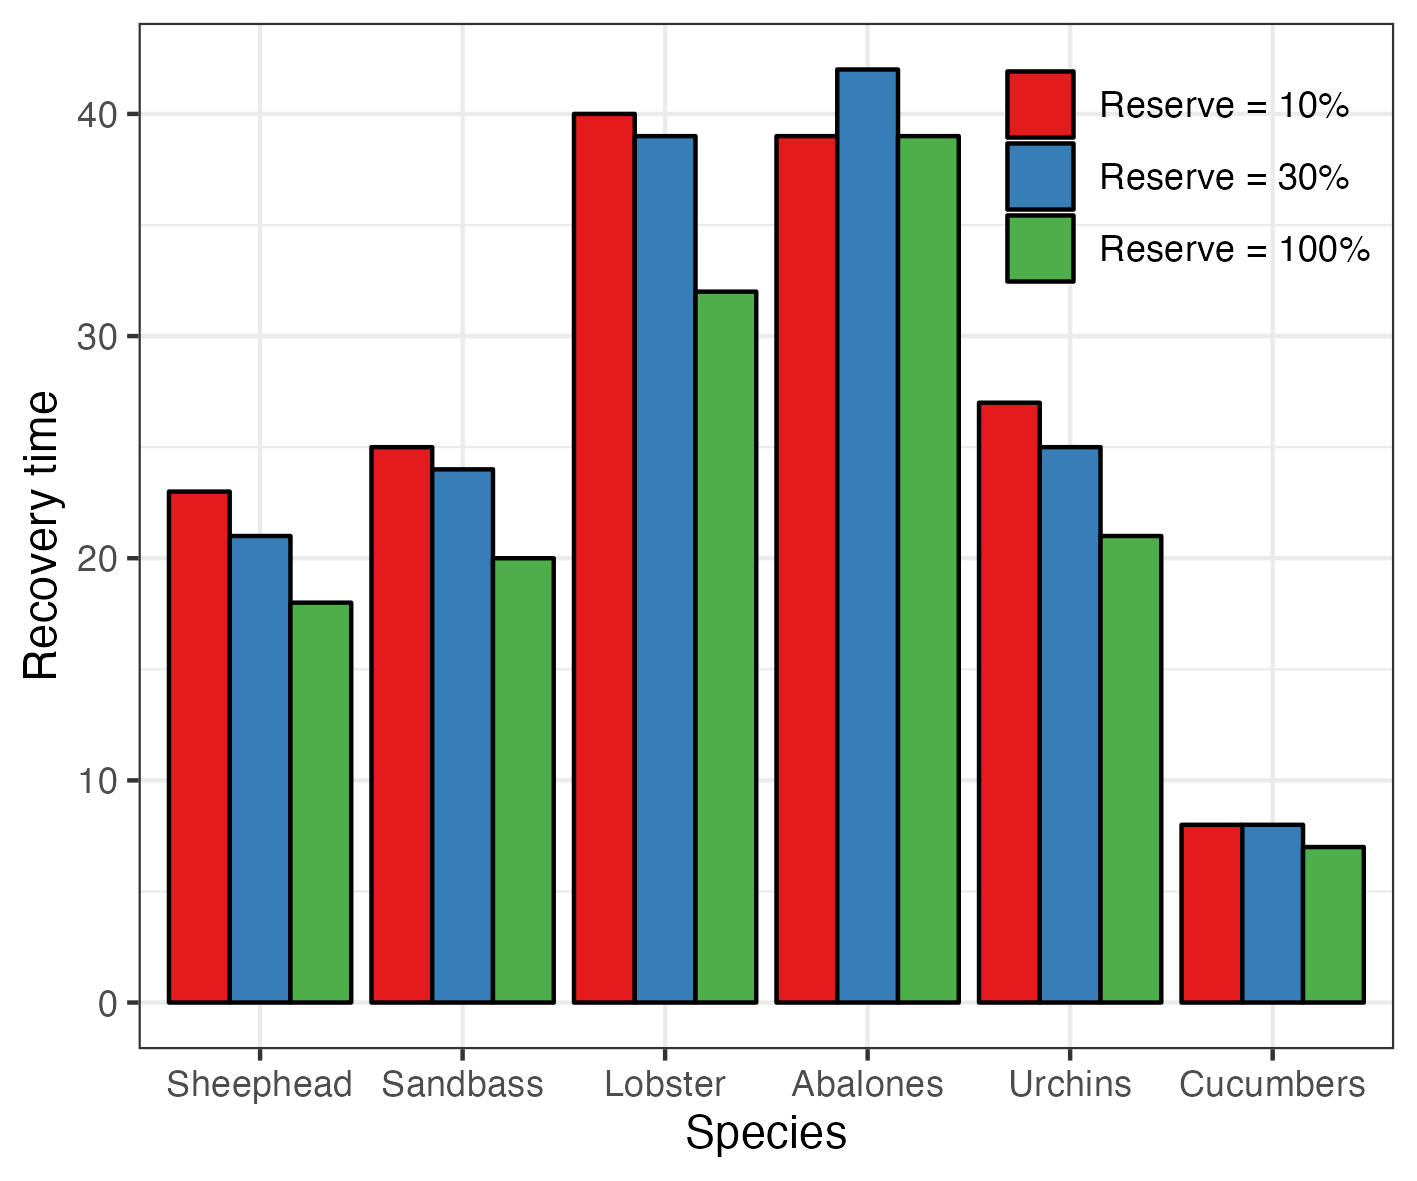 40
30
20
10
0
Recovery time
Reserve = 10%
Reserve = 30%
Reserve = 100%
Sheephead Sandbass Lobster Abalones Urchins Cucumbers
Species